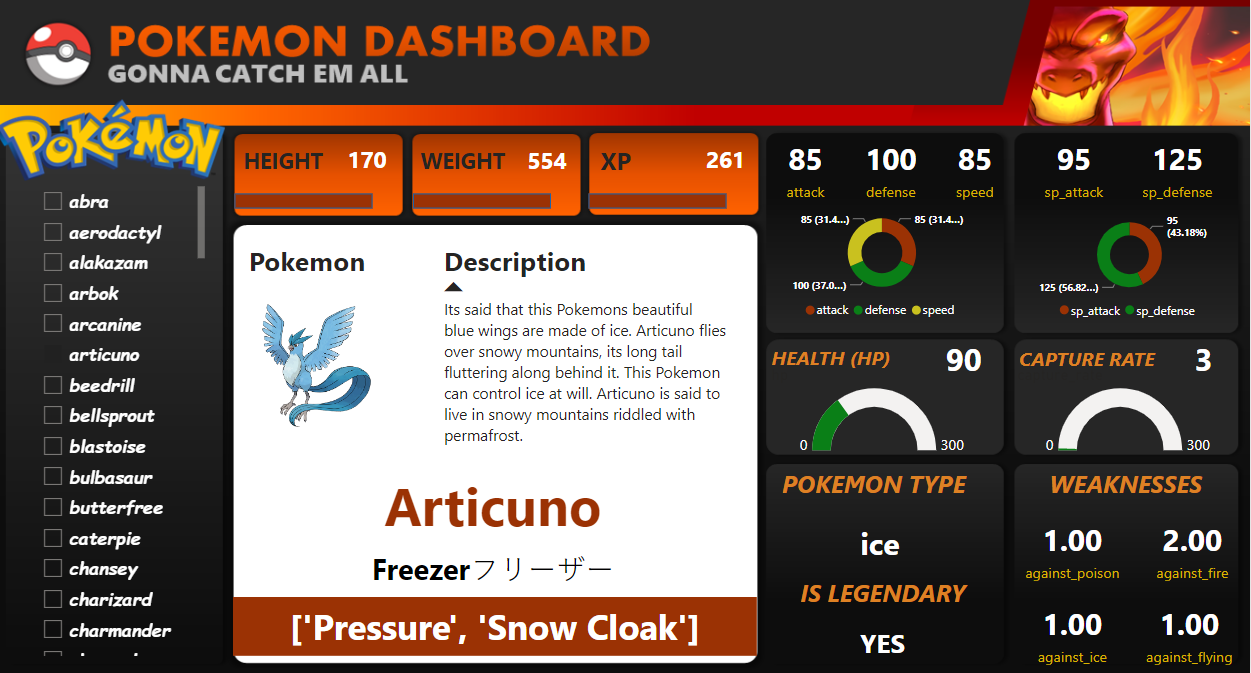 POKEMON DASHBOARD
GONNA CATCH EM ALL
POKéMON
abra
aerodactyl
alakazam
arbok
arcanine
articuno
beedrill
bellsprout
blastoise
bulbasaur
butterfree
caterpie
chansey
charizard
charmander
HEIGHT 170
WEIGHT 554
XP 261
Pokemon
Description
Its said that this Pokemons beautiful
blue wings are made of ice. Articuno flies
over snowy mountains, its long tail
fluttering along behind it. This Pokemon
can control ice at will. Articuno is said to
live in snowy mountains riddled with
permafrost.
Articuno
Freezerフリーザー
['Pressure', 'Snow Cloak']
85 100 85
attack defense speed
85 (31.4...) 85 (31.4...)
100 (37.0...)
attack defense speed
95 125
sp_attack sp_defense
95
(43.18%)
125 (56.82...)
sp_attack sp_defense
HEALTH (HP) 90
0 300
CAPTURE RATE 3
0 300
POKEMON TYPE
ice
IS LEGENDARY
YES
WEAKNESSES
1.00 2.00
against_poison against_fire
1.00 1.00
against_ice against_flying